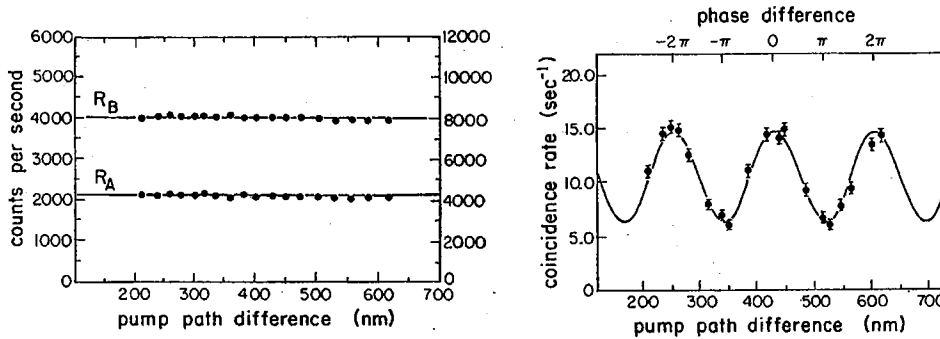 6000
5000
4000
3000
2000
1000
0
counts per second
R_B
R_A
12000
10000
8000
6000
4000
2000
0
200 300 400 500 600 700
pump path difference (nm)
phase difference
-2π -π 0 π 2π
20.0
15.0
10.0
5.0
0.0
coincidence rate (sec⁻¹)
200 300 400 500 600 700
pump path difference (nm)